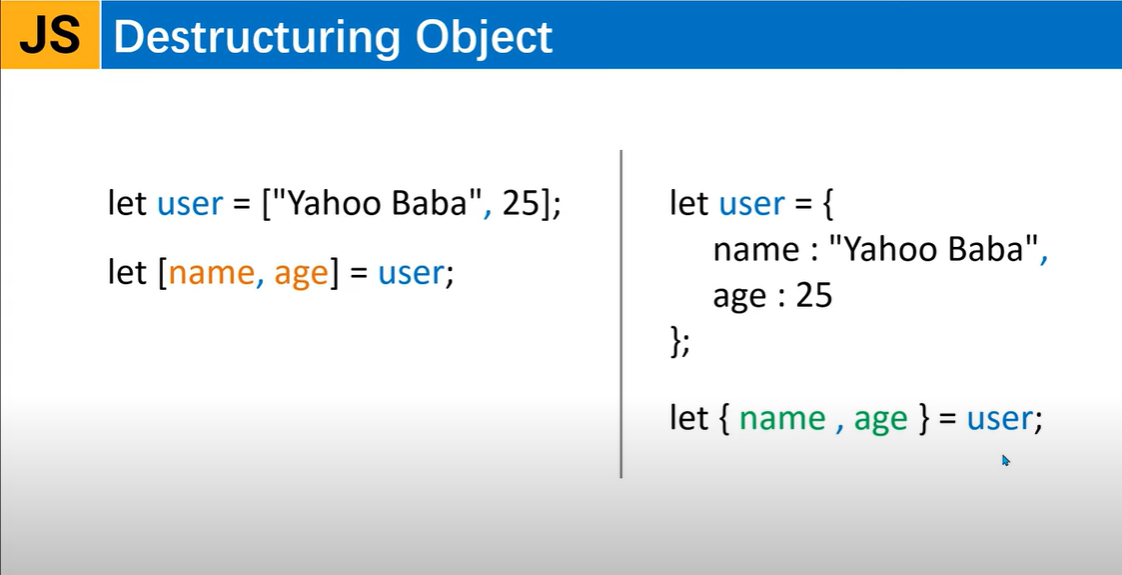 JS Destructuring Object
let user = ["Yahoo Baba", 25];
let [name, age] = user;
let user = {
name : "Yahoo Baba",
age : 25
};
let { name , age } = user;